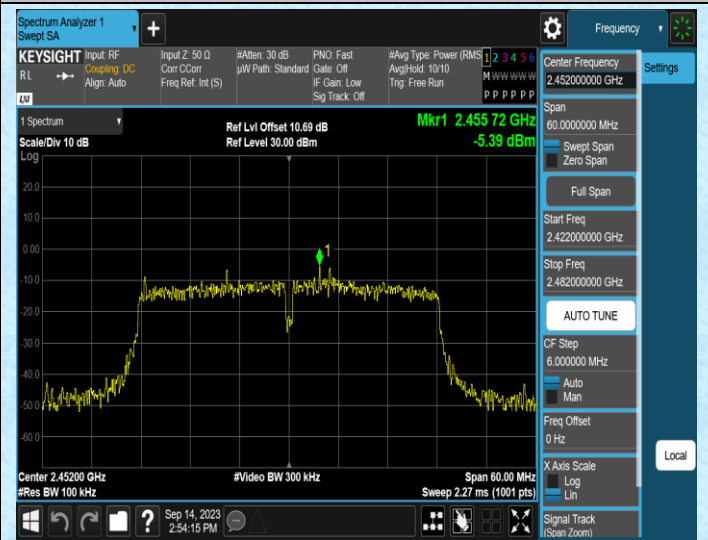 Spectrum Analyzer 1
Swept SA
+
Frequency
KEYSIGHT
RL
LXI
Input: RF
Coupling: DC
Align: Auto
Input Z: 50 Ω
Corr CCorr
Freq Ref: Int (S)
#Atten: 30 dB
µW Path: Standard
PNO: Fast
Gate: Off
IF Gain: Low
Sig Track: Off
#Avg Type: Power (RMS
Avg|Hold: 10/10
Trig: Free Run
1 2 3 4 5 6
M W W W W W
P P P P P P
1 Spectrum
Scale/Div 10 dB
Log
Ref Lvl Offset 10.69 dB
Ref Level 30.00 dBm
Mkr1 2.455 72 GHz
-5.39 dBm
20.0
10.0
0.00
-10.0
-20.0
-30.0
-40.0
-50.0
-60.0
1
Center 2.45200 GHz
#Res BW 100 kHz
#Video BW 300 kHz
Span 60.00 MHz
Sweep 2.27 ms (1001 pts)
?
Sep 14, 2023
2:54:15 PM
Center Frequency
2.452000000 GHz
Settings
Span
60.0000000 MHz
Swept Span
Zero Span
Full Span
Start Freq
2.422000000 GHz
Stop Freq
2.482000000 GHz
AUTO TUNE
CF Step
6.000000 MHz
Auto
Man
Freq Offset
0 Hz
X Axis Scale
Log
Lin
Local
Signal Track
(Span Zoom)